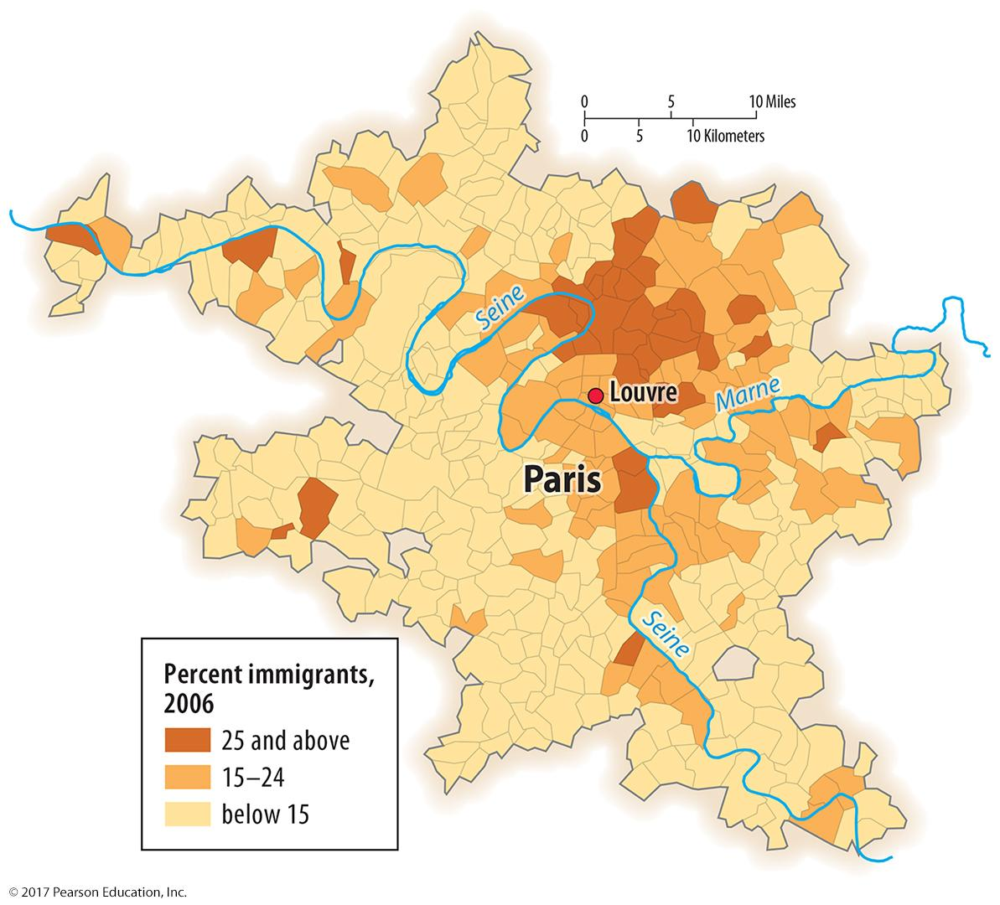 0 5 10 Miles
0 5 10 Kilometers
Seine
Louvre
Marne
Paris
Seine
Percent immigrants,
2006
25 and above
15–24
below 15
© 2017 Pearson Education, Inc.